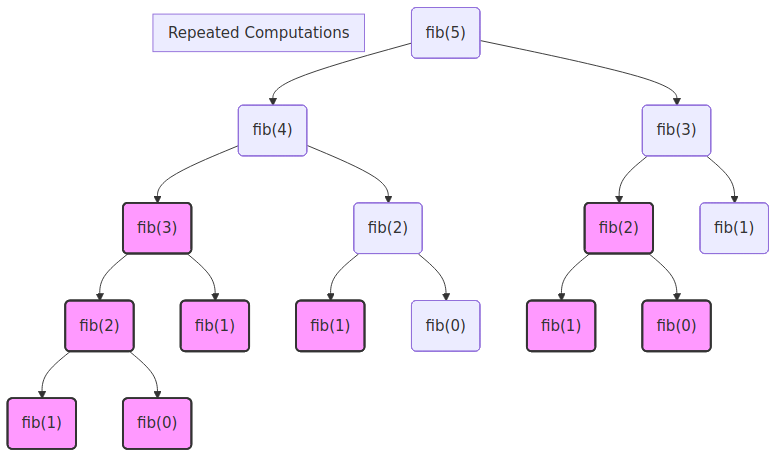 Repeated Computations
fib(5)
fib(4)
fib(3)
fib(3)
fib(2)
fib(2)
fib(1)
fib(2)
fib(1)
fib(1)
fib(0)
fib(1)
fib(0)
fib(1)
fib(0)